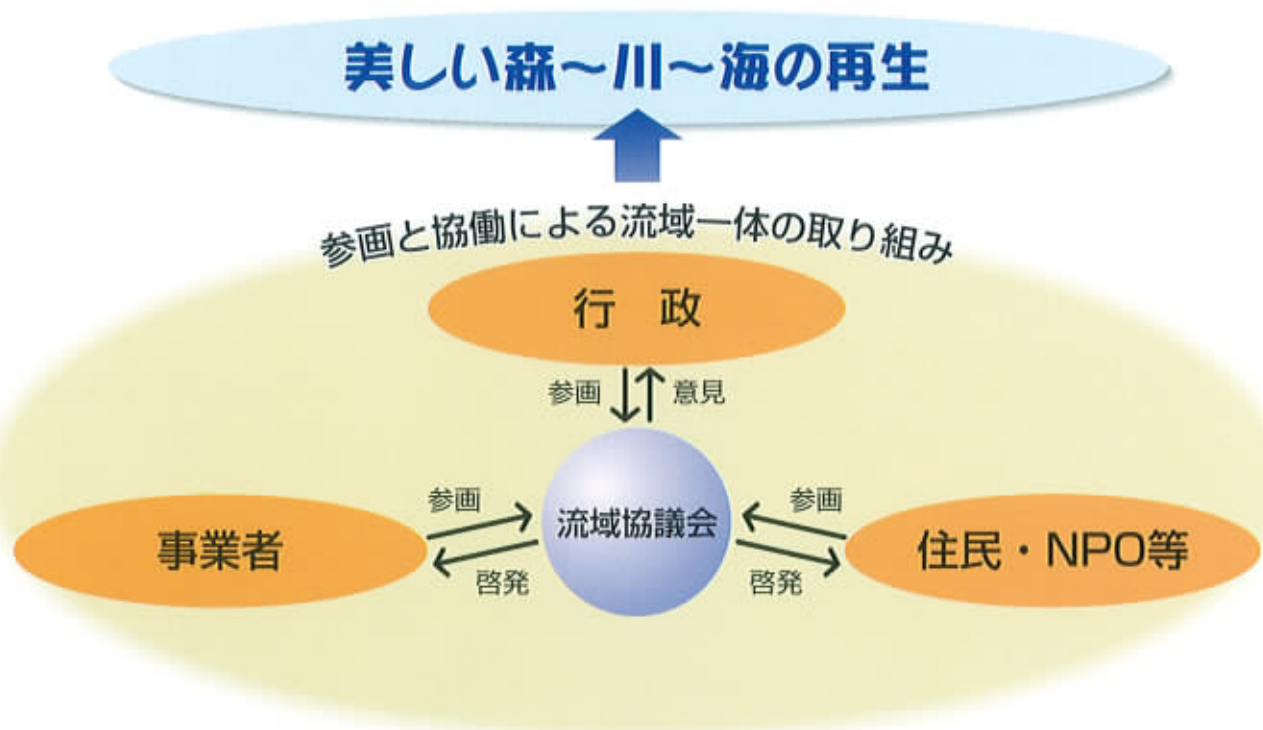 美しい森～川～海の再生
参画と協働による流域一体の取り組み
行 政
参画
意見
流域協議会
事業者
参画
啓発
参画
啓発
住民・NPO等